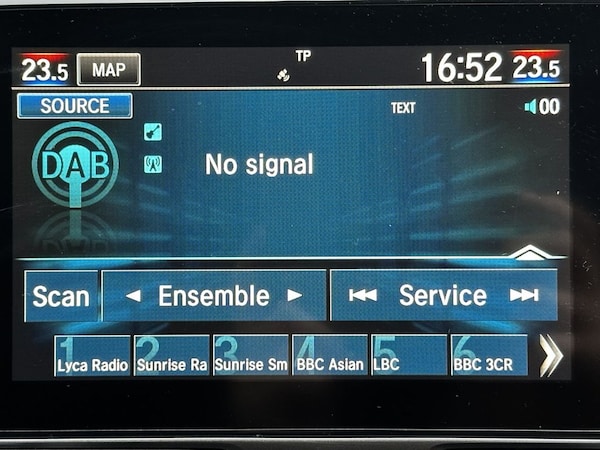 23.5 MAP TP 16:52 23.5
SOURCE TEXT 00
DAB No signal
Scan Ensemble Service
1 2 3 4 5 6
Lyca Radio Sunrise Ra Sunrise Sm BBC Asian LBC BBC 3CR